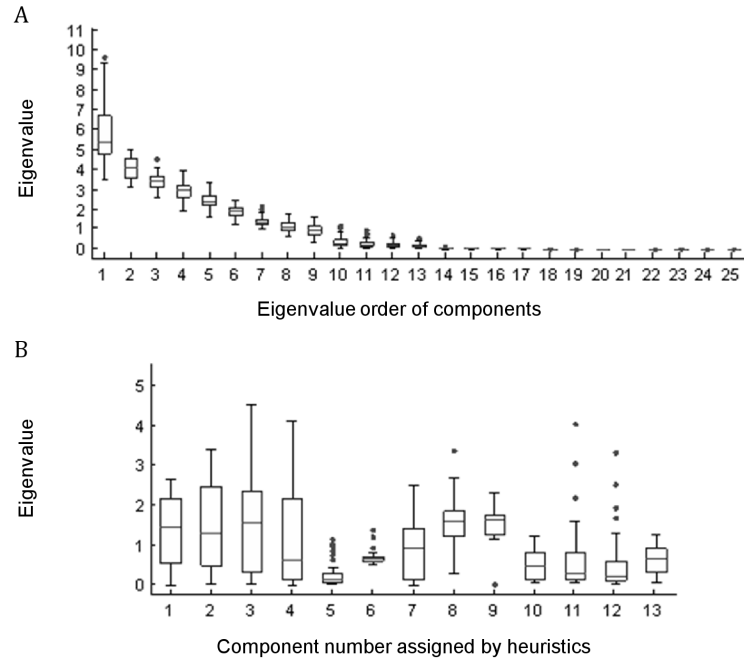 A
11
10
9
8
7
6
5
4
3
2
1
0
Eigenvalue
1 2 3 4 5 6 7 8 9 10 11 12 13 14 15 16 17 18 19 20 21 22 23 24 25
Eigenvalue order of components
B
5
4
3
2
1
0
Eigenvalue
1 2 3 4 5 6 7 8 9 10 11 12 13
Component number assigned by heuristics